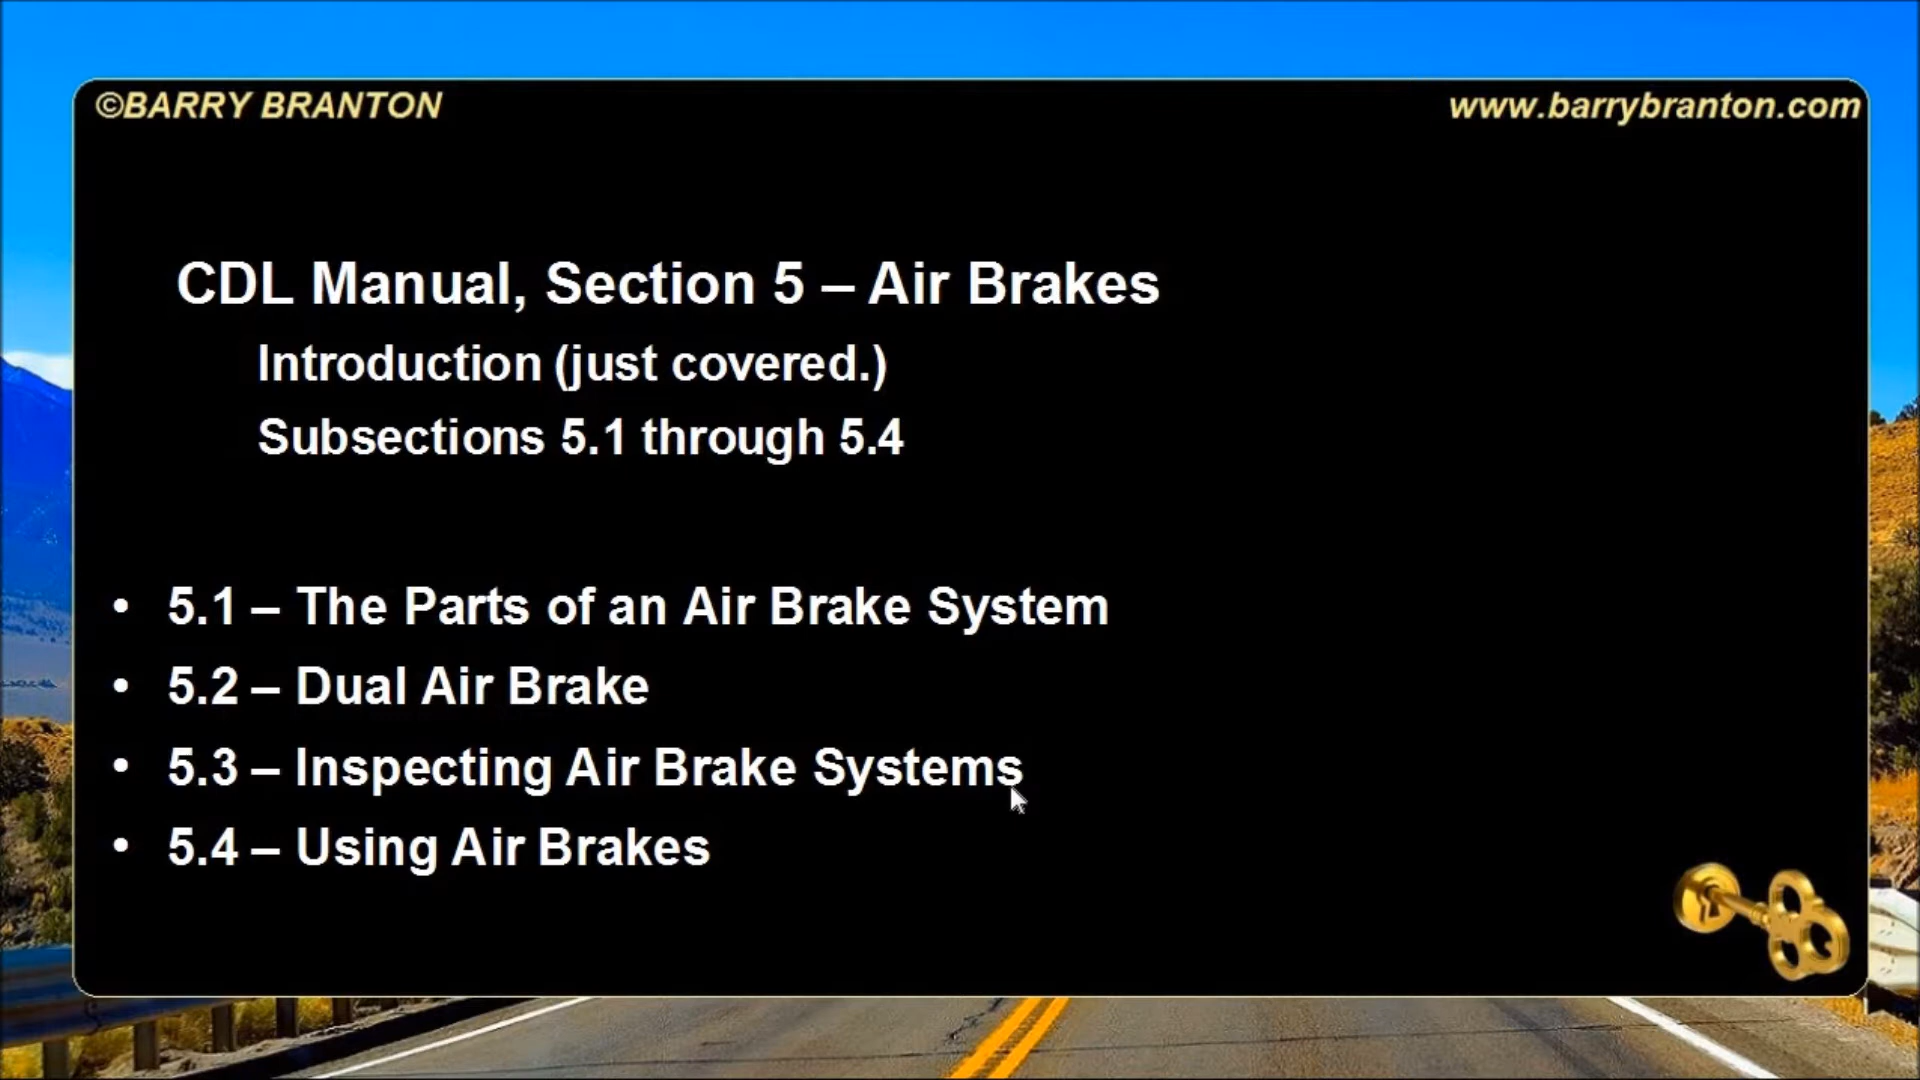 ©BARRY BRANTON
www.barrybranton.com
CDL Manual, Section 5 – Air Brakes
Introduction (just covered.)
Subsections 5.1 through 5.4
• 5.1 – The Parts of an Air Brake System
• 5.2 – Dual Air Brake
• 5.3 – Inspecting Air Brake Systems
• 5.4 – Using Air Brakes